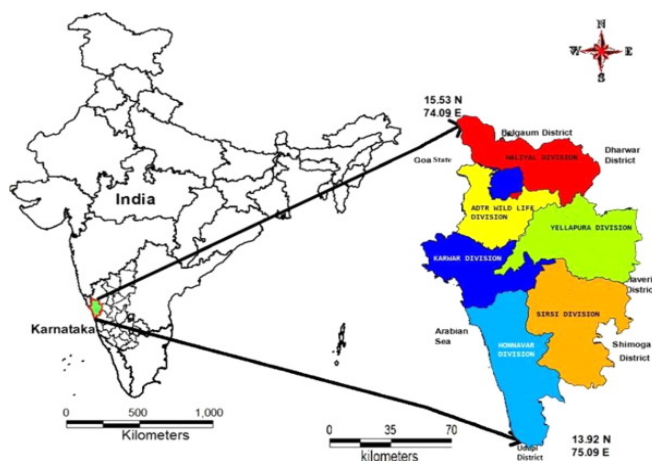 N
W E
S
15.53 N
74.09 E
Belgaum District
Goa State
HALIYAL DIVISION
Dharwar
District
India
ADTR WILD LIFE
DIVISION
YELLAPURA DIVISION
KARWAR DIVISION
Haveri
District
Karnataka
Arabian
Sea
SIRSI DIVISION
Shimoga
District
HONNAVAR
DIVISION
0 500 1,000
Kilometers
0 35 70
kilometers
Udupi
District
13.92 N
75.09 E